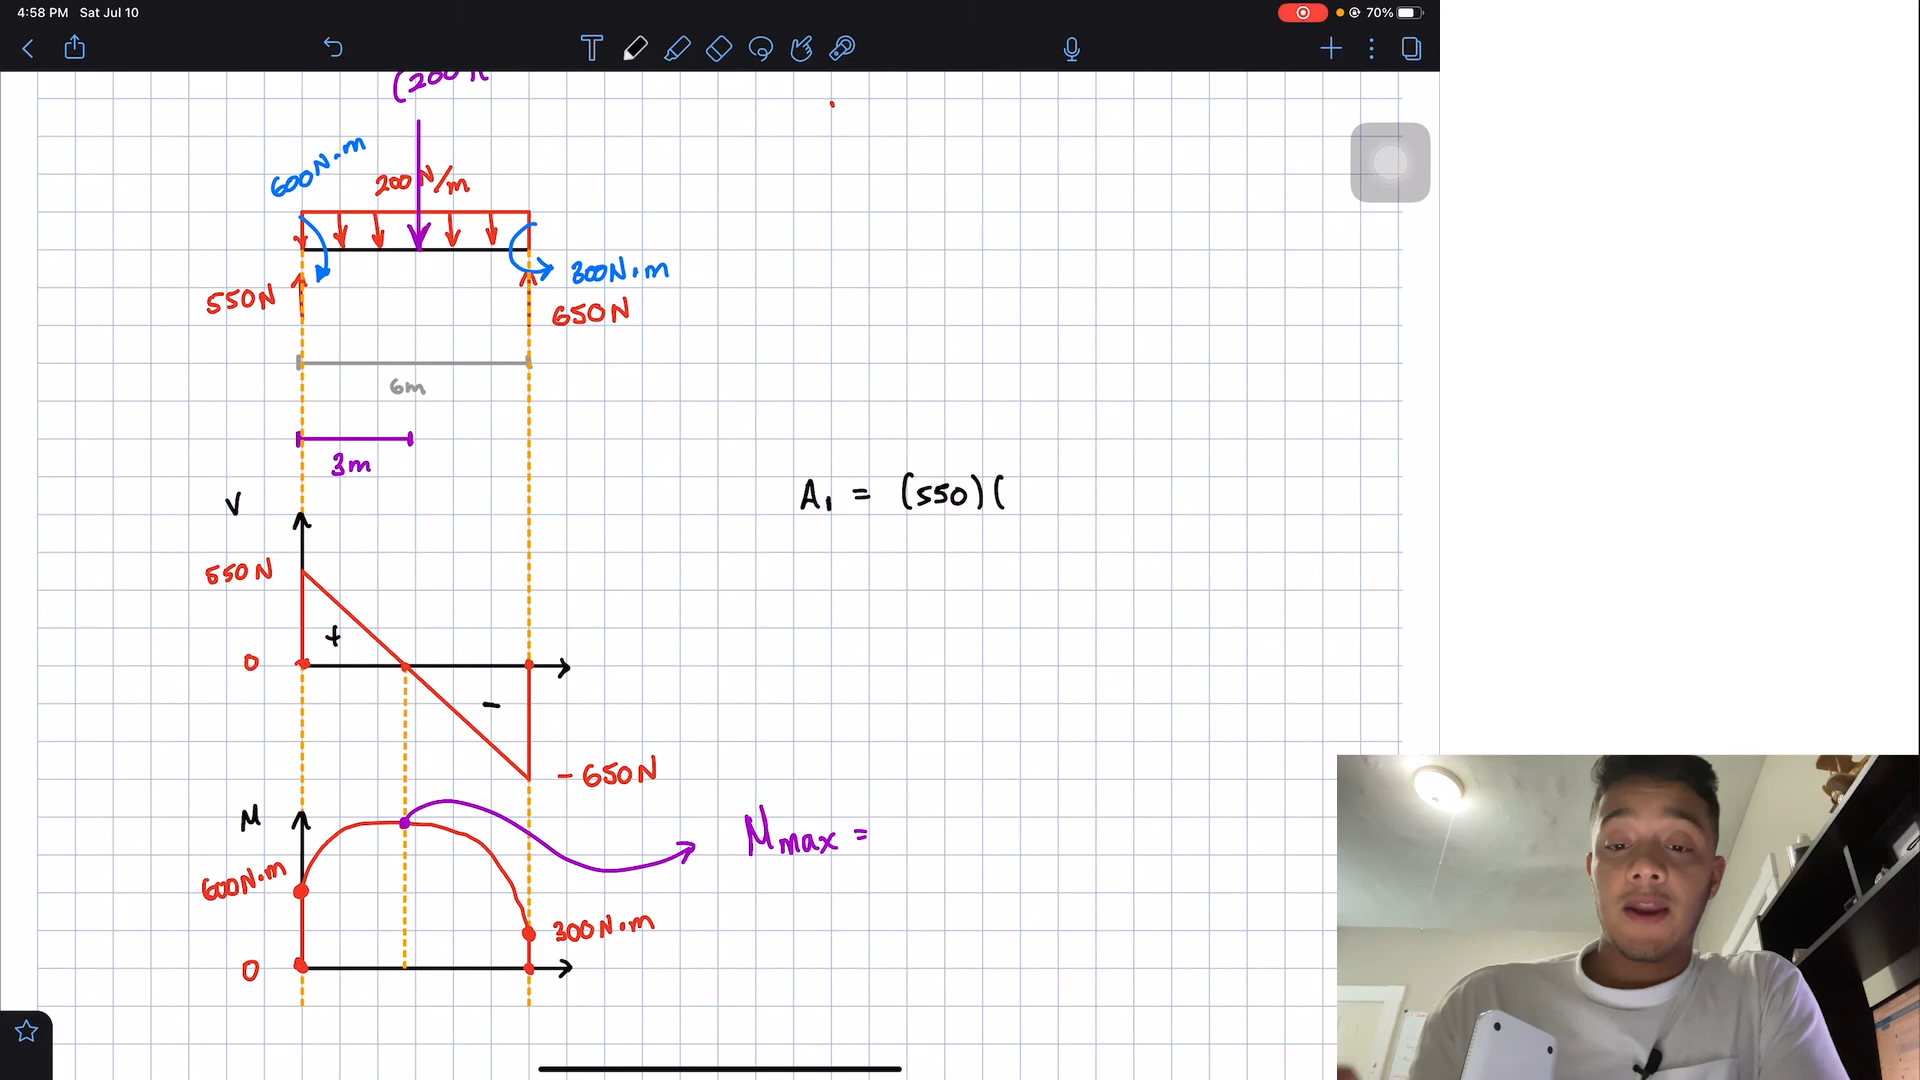 4:58 PM Sat Jul 10
70%
(200
600N·m
200N/m
300N·m
550N
650N
6m
3m
V
A₁ = (550)(
550N
+
0
-
-650N
M
Mmax =
600N·m
300N·m
0